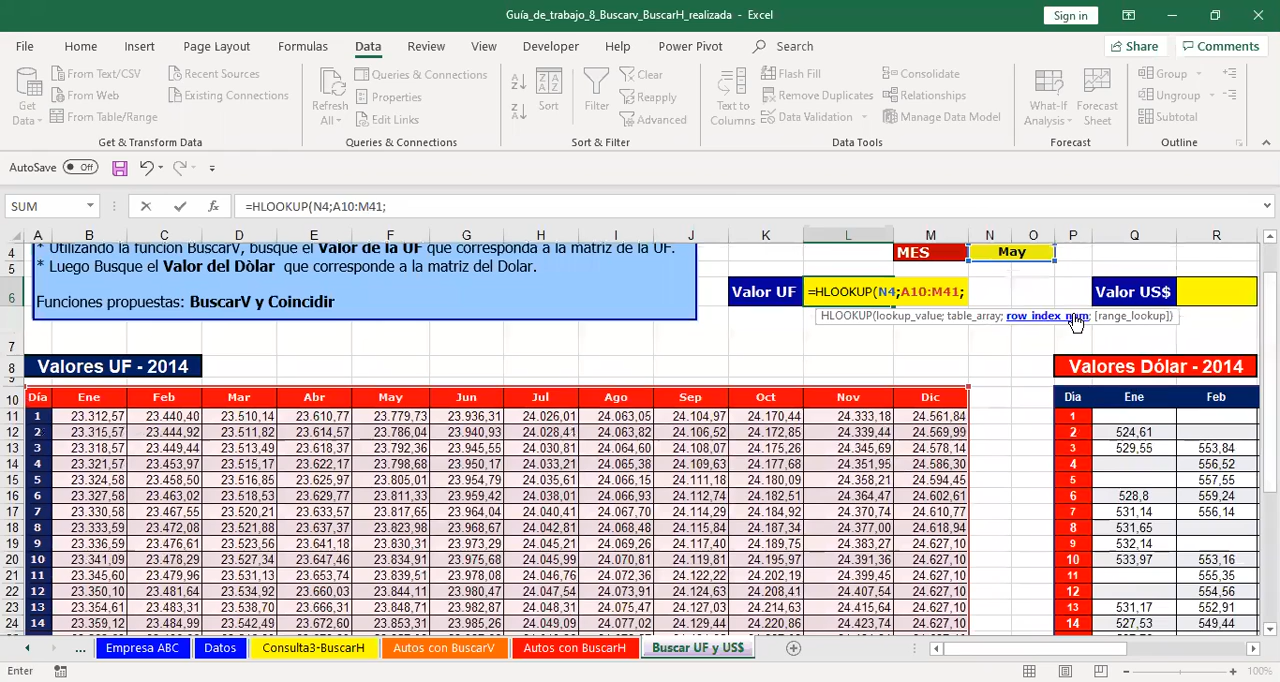 Guía_de_trabajo_8_Buscarv_BuscarH_realizada - Excel
Sign in
File Home Insert Page Layout Formulas Data Review View Developer Help Power Pivot Search Share Comments
Get Data
From Text/CSV
From Web
From Table/Range
Recent Sources
Existing Connections
Get & Transform Data
Refresh All
Queries & Connections
Properties
Edit Links
Queries & Connections
Sort
Filter
Clear
Reapply
Advanced
Sort & Filter
Text to Columns
Flash Fill
Remove Duplicates
Data Validation
Consolidate
Relationships
Manage Data Model
Data Tools
What-If Analysis
Forecast Sheet
Forecast
Group
Ungroup
Subtotal
Outline
AutoSave Off
SUM
fx
=HLOOKUP(N4;A10:M41;
A B C D E F G H I J K L M N O P Q R
* Utilizando la función BuscarV, busque el Valor de la UF que corresponda a la matriz de la UF.
4 MES May
5 * Luego Busque el Valor del Dòlar que corresponde a la matriz del Dolar.
6 Funciones propuestas: BuscarV y Coincidir
Valor UF =HLOOKUP(N4;A10:M41; Valor US$
HLOOKUP(lookup_value; table_array; row_index_num; [range_lookup])
7
8 Valores UF - 2014 Valores Dólar - 2014
9
10 Día Ene Feb Mar Abr May Jun Jul Ago Sep Oct Nov Dic Dia Ene Feb
11 1 23.312,57 23.440,40 23.510,14 23.610,77 23.779,73 23.936,31 24.026,01 24.063,05 24.104,97 24.170,44 24.333,18 24.561,84 1
12 2 23.315,57 23.444,92 23.511,82 23.614,57 23.786,04 23.940,93 24.028,41 24.063,82 24.106,52 24.172,85 24.339,44 24.569,99 2 524,61
13 3 23.318,57 23.449,44 23.513,49 23.618,37 23.792,36 23.945,55 24.030,81 24.064,60 24.108,07 24.175,26 24.345,69 24.578,14 3 529,55 553,84
14 4 23.321,57 23.453,97 23.515,17 23.622,17 23.798,68 23.950,17 24.033,21 24.065,38 24.109,63 24.177,68 24.351,95 24.586,30 4 556,52
15 5 23.324,58 23.458,50 23.516,85 23.625,97 23.805,01 23.954,79 24.035,61 24.066,15 24.111,18 24.180,09 24.358,21 24.594,45 5 557,55
16 6 23.327,58 23.463,02 23.518,53 23.629,77 23.811,33 23.959,42 24.038,01 24.066,93 24.112,74 24.182,51 24.364,47 24.602,61 6 528,8 559,24
17 7 23.330,58 23.467,55 23.520,21 23.633,57 23.817,65 23.964,04 24.040,41 24.067,70 24.114,29 24.184,92 24.370,74 24.610,77 7 531,14 556,14
18 8 23.333,59 23.472,08 23.521,88 23.637,37 23.823,98 23.968,67 24.042,81 24.068,48 24.115,84 24.187,34 24.377,00 24.618,94 8 531,65
19 9 23.336,59 23.476,61 23.523,56 23.641,18 23.830,31 23.973,30 24.045,21 24.069,26 24.117,40 24.189,75 24.383,27 24.627,10 9 532,14
20 10 23.341,09 23.478,29 23.527,34 23.647,46 23.834,91 23.975,68 24.045,98 24.070,81 24.119,81 24.195,97 24.391,36 24.627,10 10 533,97 553,16
21 11 23.345,60 23.479,96 23.531,13 23.653,74 23.839,51 23.978,08 24.046,76 24.072,36 24.122,22 24.202,19 24.399,45 24.627,10 11 555,35
22 12 23.350,10 23.481,64 23.534,92 23.660,03 23.844,11 23.980,47 24.047,54 24.073,91 24.124,63 24.208,41 24.407,54 24.627,10 12 554,56
23 13 23.354,61 23.483,31 23.538,70 23.666,32 23.848,71 23.982,87 24.048,31 24.075,47 24.127,03 24.214,63 24.415,64 24.627,10 13 531,17 552,91
24 14 23.359,12 23.484,99 23.542,49 23.672,61 23.853,31 23.985,26 24.049,09 24.077,02 24.129,44 24.220,86 24.423,74 24.627,10 14 527,53 549,44
... Empresa ABC Datos Consulta3-BuscarH Autos con BuscarV Autos con BuscarH Buscar UF y US$
Enter
100%